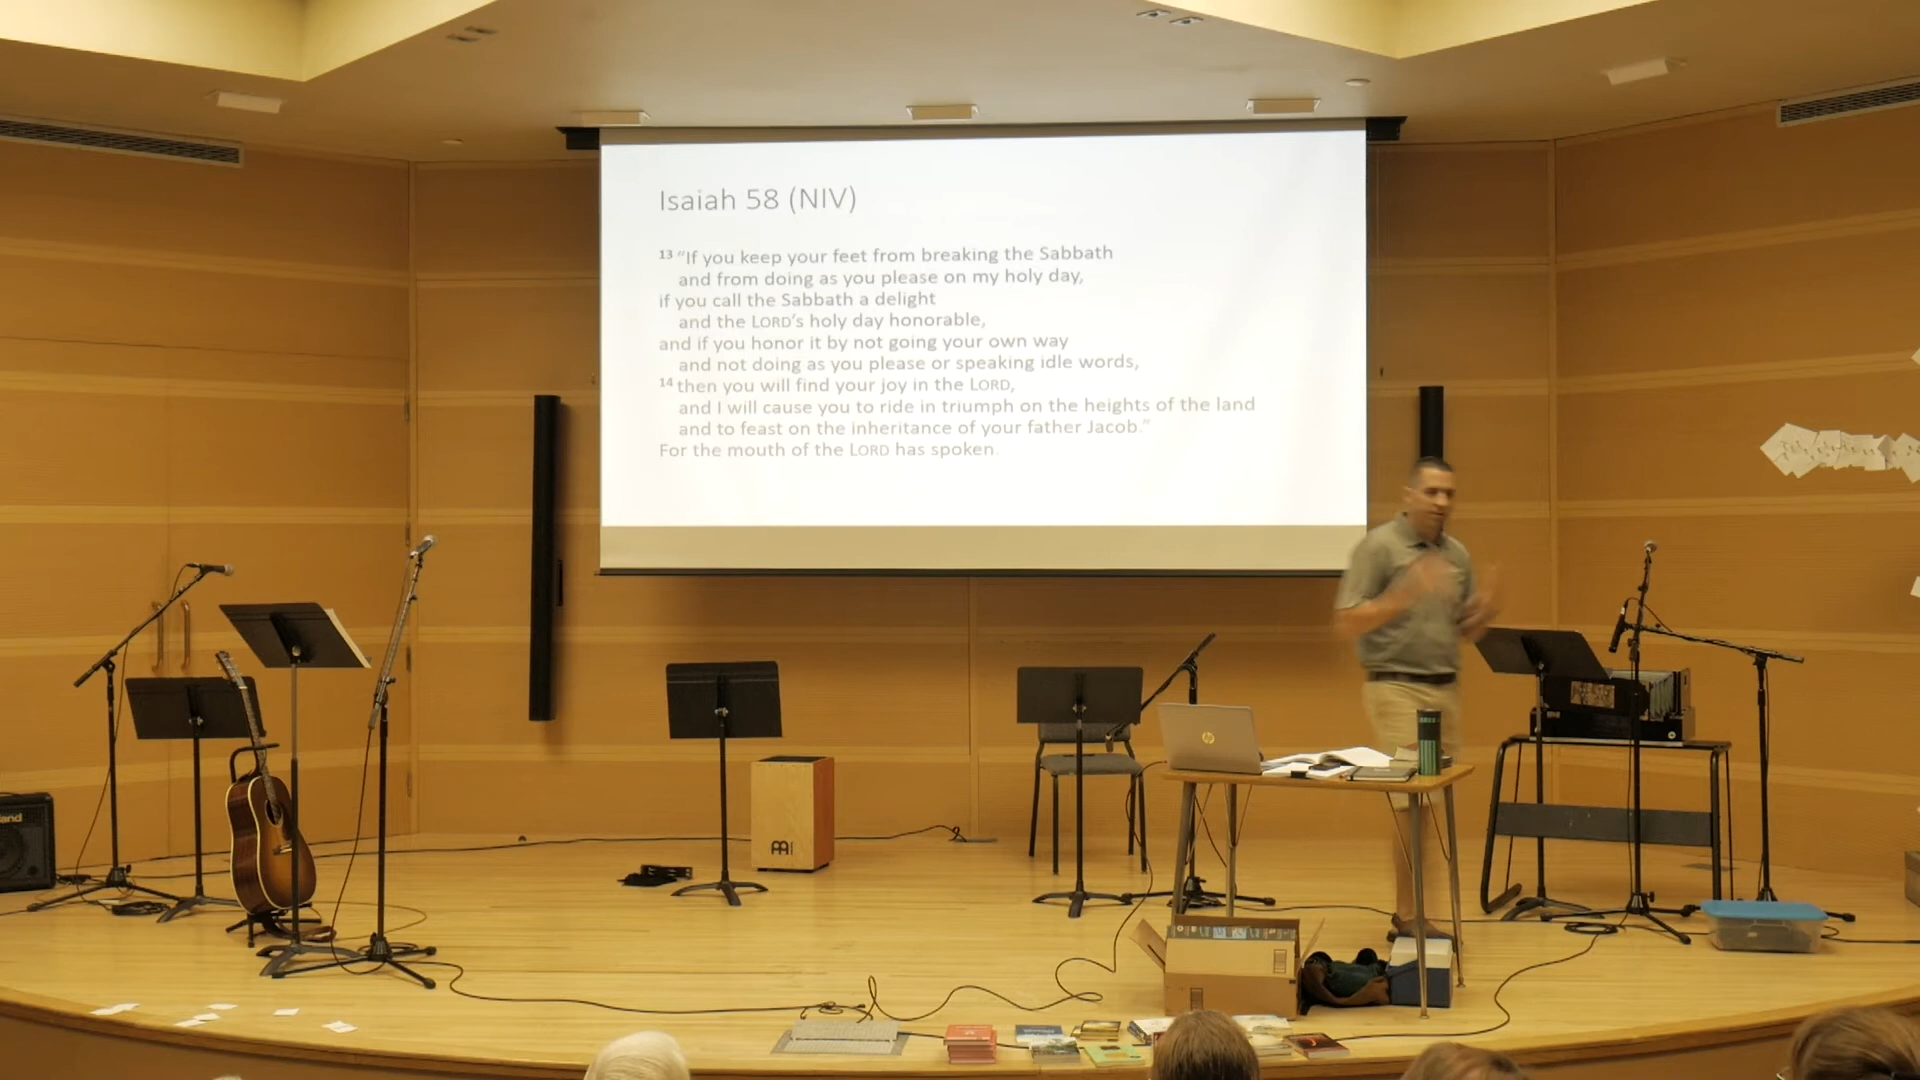 Isaiah 58 (NIV)
13 “If you keep your feet from breaking the Sabbath
and from doing as you please on my holy day,
if you call the Sabbath a delight
and the LORD’s holy day honorable,
and if you honor it by not going your own way
and not doing as you please or speaking idle words,
14 then you will find your joy in the LORD,
and I will cause you to ride in triumph on the heights of the land
and to feast on the inheritance of your father Jacob.”
For the mouth of the LORD has spoken.
hp
land